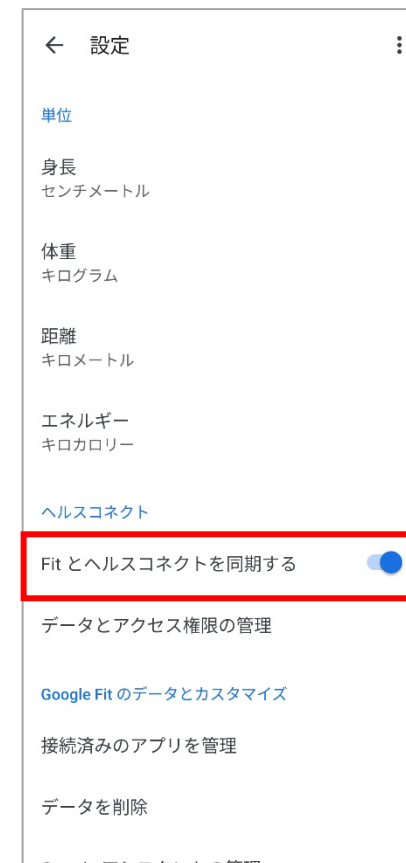 設定
単位
身長
センチメートル
体重
キログラム
距離
キロメートル
エネルギー
キロカロリー
ヘルスコネクト
Fit とヘルスコネクトを同期する
データとアクセス権限の管理
Google Fit のデータとカスタマイズ
接続済みのアプリを管理
データを削除